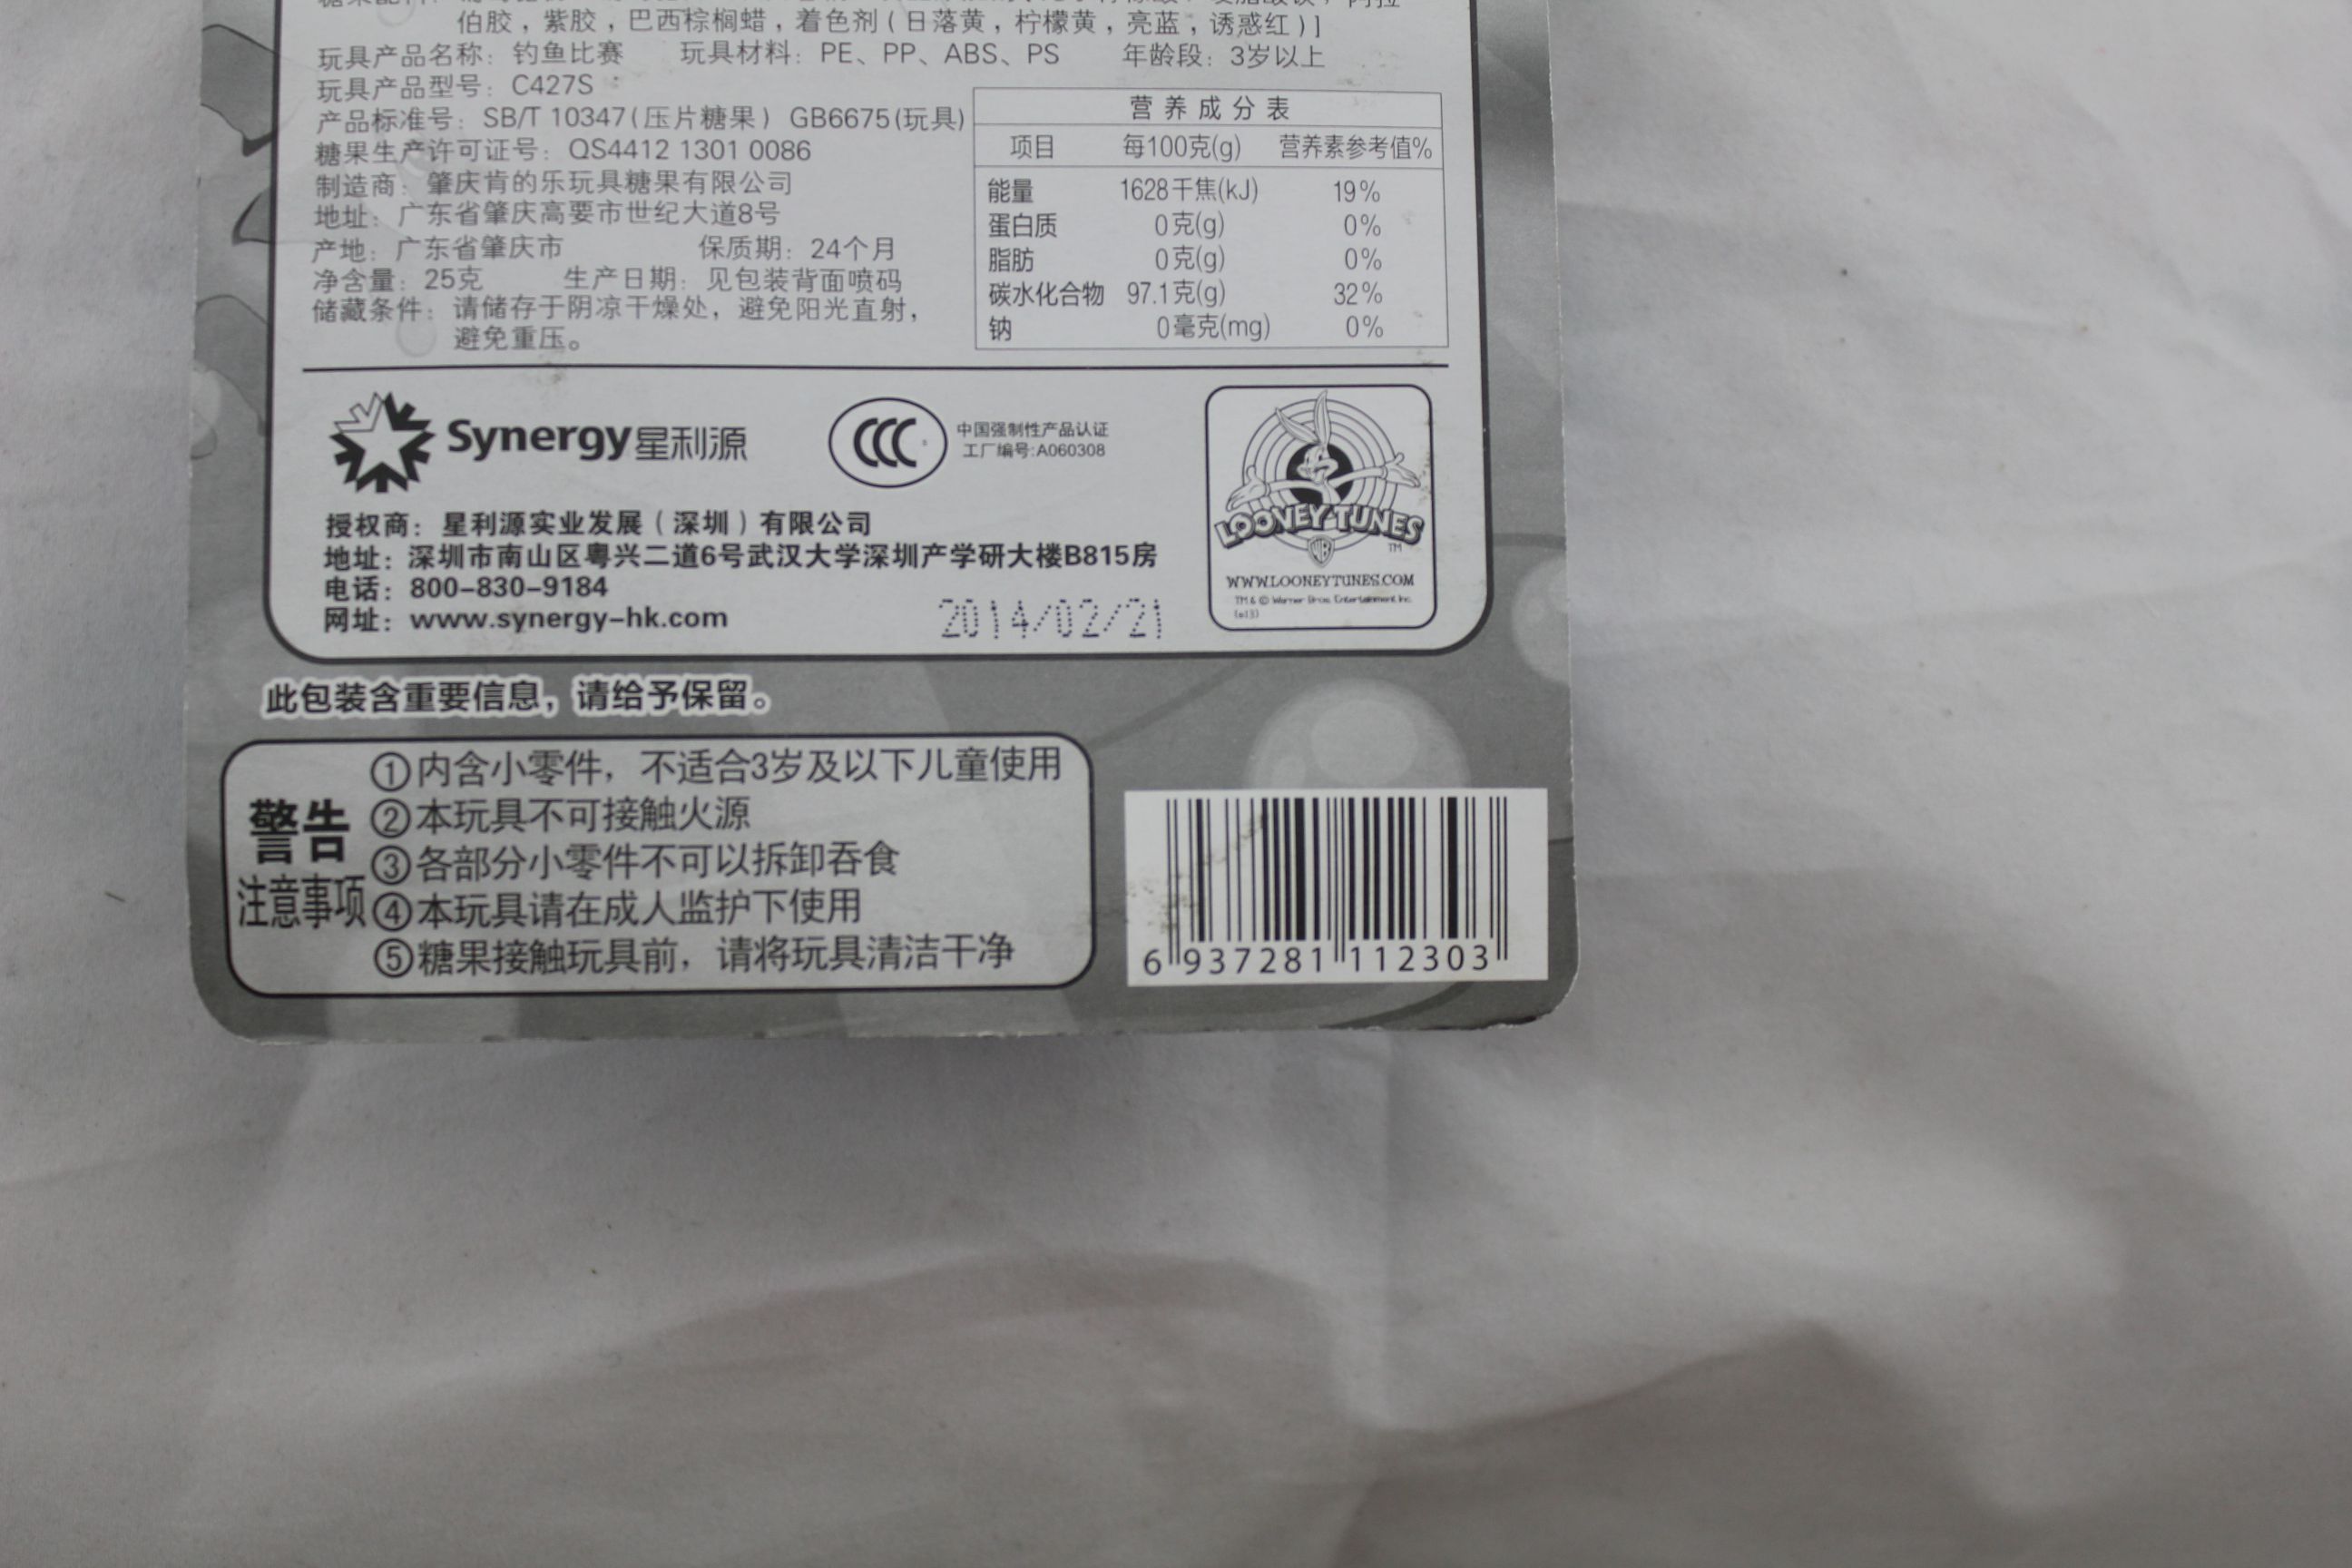 伯胶，紫胶，巴西棕榈蜡，着色剂(日落黄，柠檬黄，亮蓝，诱惑红)]
玩具产品名称：钓鱼比赛 玩具材料：PE、PP、ABS、PS 年龄段：3岁以上
玩具产品型号：C427S
产品标准号：SB/T 10347(压片糖果) GB6675(玩具)
糖果生产许可证号：QS4412 1301 0086
制造商：肇庆肯的乐玩具糖果有限公司
地址：广东省肇庆高要市世纪大道8号
产地：广东省肇庆市 保质期：24个月
净含量：25克 生产日期：见包装背面喷码
储藏条件：请储存于阴凉干燥处，避免阳光直射，
避免重压。
营养成分表
项目 每100克(g) 营养素参考值%
能量 1628千焦(kJ) 19%
蛋白质 0克(g) 0%
脂肪 0克(g) 0%
碳水化合物 97.1克(g) 32%
钠 0毫克(mg) 0%
Synergy星利源
CCC
中国强制性产品认证
工厂编号:A060308
授权商：星利源实业发展（深圳）有限公司
地址：深圳市南山区粤兴二道6号武汉大学深圳产学研大楼B815房
电话：800-830-9184
网址：www.synergy-hk.com
2014/02/21
LOONEY TUNES
WB
TM
WWW.LOONEYTUNES.COM
TM & © Warner Bros. Entertainment Inc.
(s13)
此包装含重要信息，请给予保留。
警告
注意事项
①内含小零件，不适合3岁及以下儿童使用
②本玩具不可接触火源
③各部分小零件不可以拆卸吞食
④本玩具请在成人监护下使用
⑤糖果接触玩具前，请将玩具清洁干净
6 937281 112303